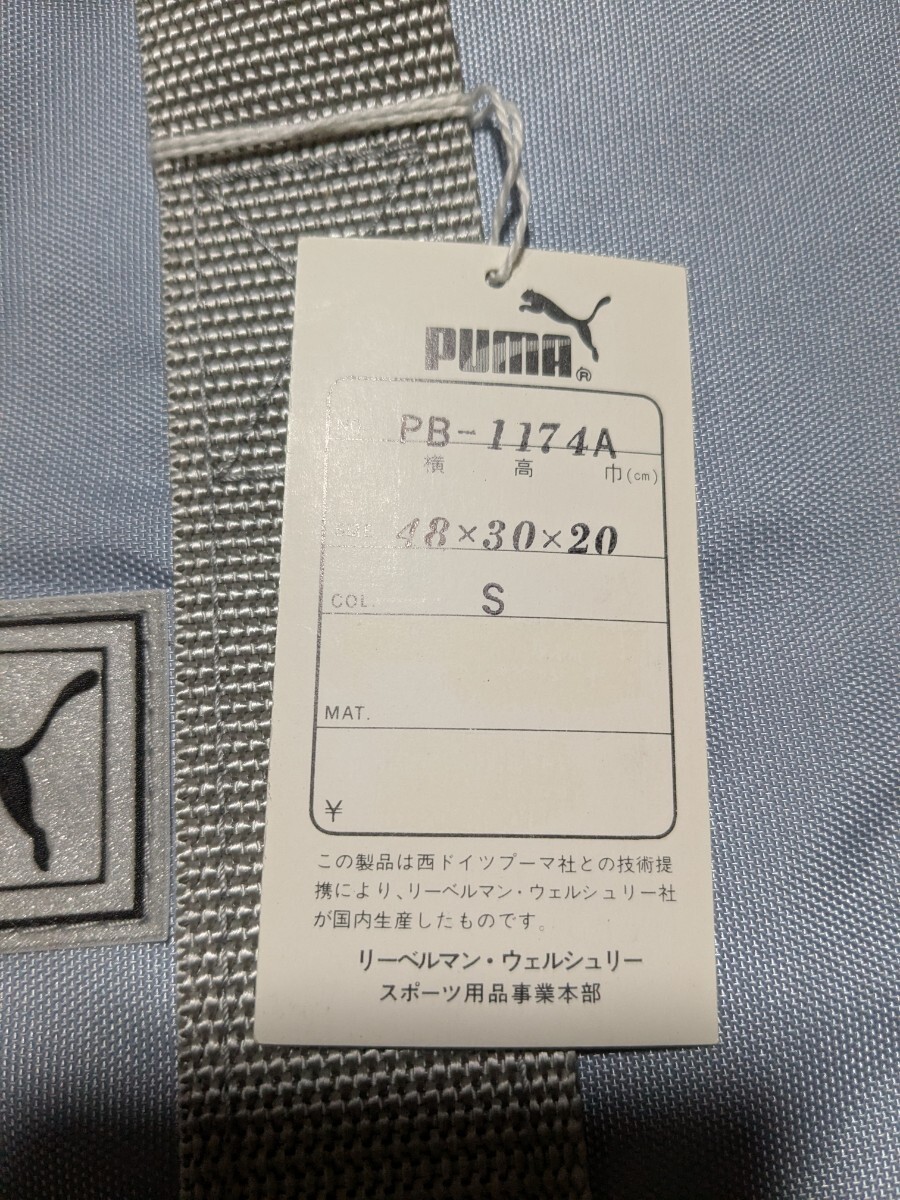 PUMA
®
PB-1174A
横 高 巾(cm)
48×30×20
COL. S
MAT.
¥
この製品は西ドイツプーマ社との技術提
携により、リーベルマン・ウェルシュリー社
が国内生産したものです。
リーベルマン・ウェルシュリー
スポーツ用品事業本部